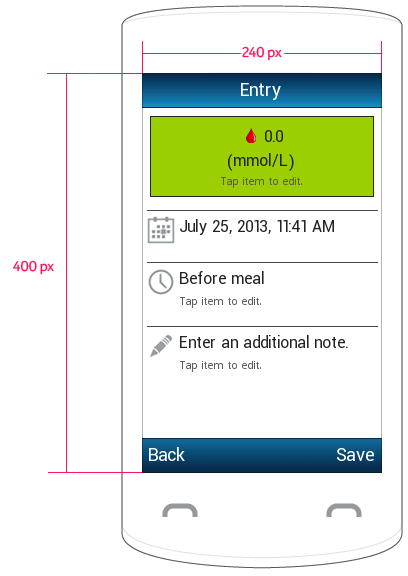 240 px
Entry
0.0
(mmol/L)
Tap item to edit.
July 25, 2013, 11:41 AM
400 px
Before meal
Tap item to edit.
Enter an additional note.
Tap item to edit.
Back Save